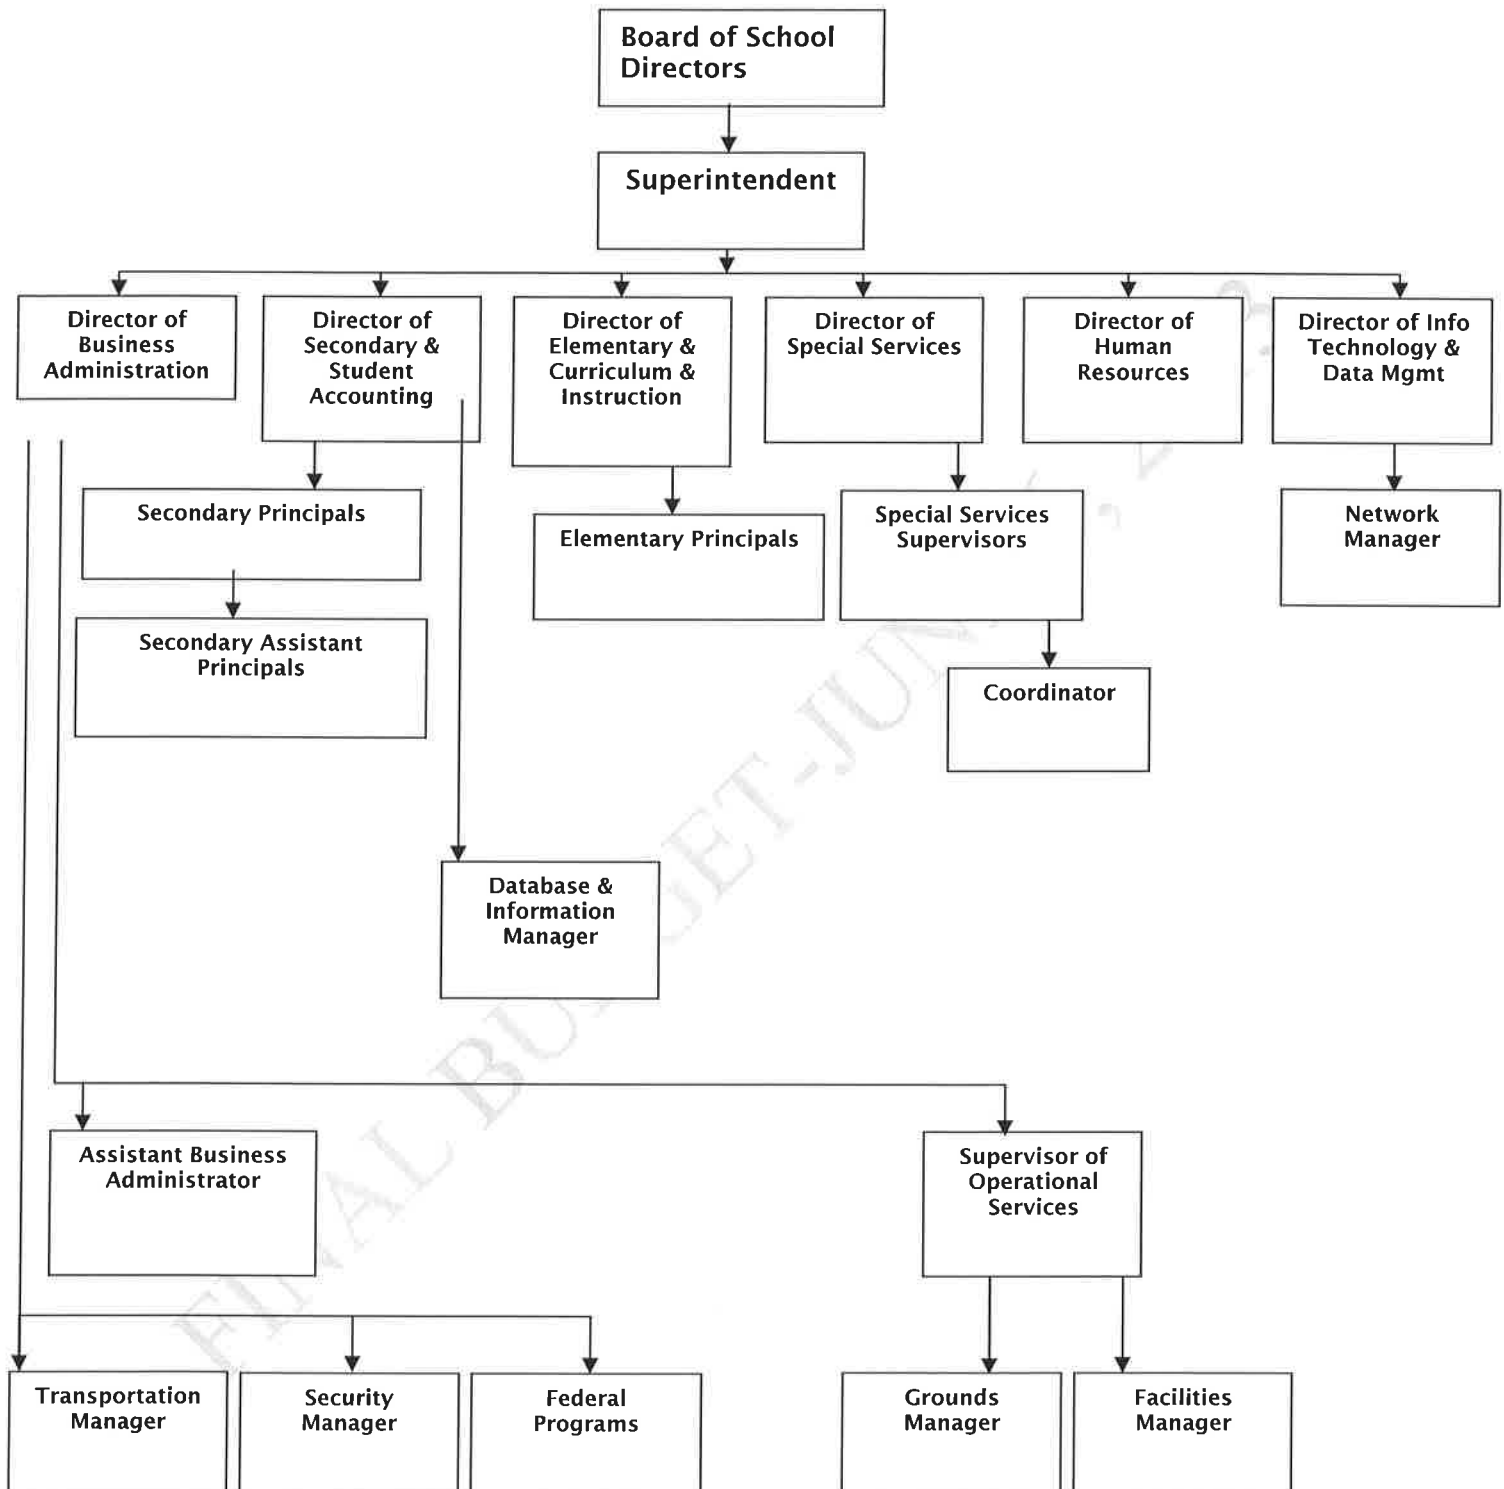 Board of School
Directors
Superintendent
Director of
Business
Administration
Director of
Secondary &
Student
Accounting
Director of
Elementary &
Curriculum &
Instruction
Director of
Special Services
Director of
Human
Resources
Director of Info
Technology &
Data Mgmt
Secondary Principals
Elementary Principals
Special Services
Supervisors
Network
Manager
Secondary Assistant
Principals
Coordinator
Database &
Information
Manager
Assistant Business
Administrator
Supervisor of
Operational
Services
Transportation
Manager
Security
Manager
Federal
Programs
Grounds
Manager
Facilities
Manager
FINAL